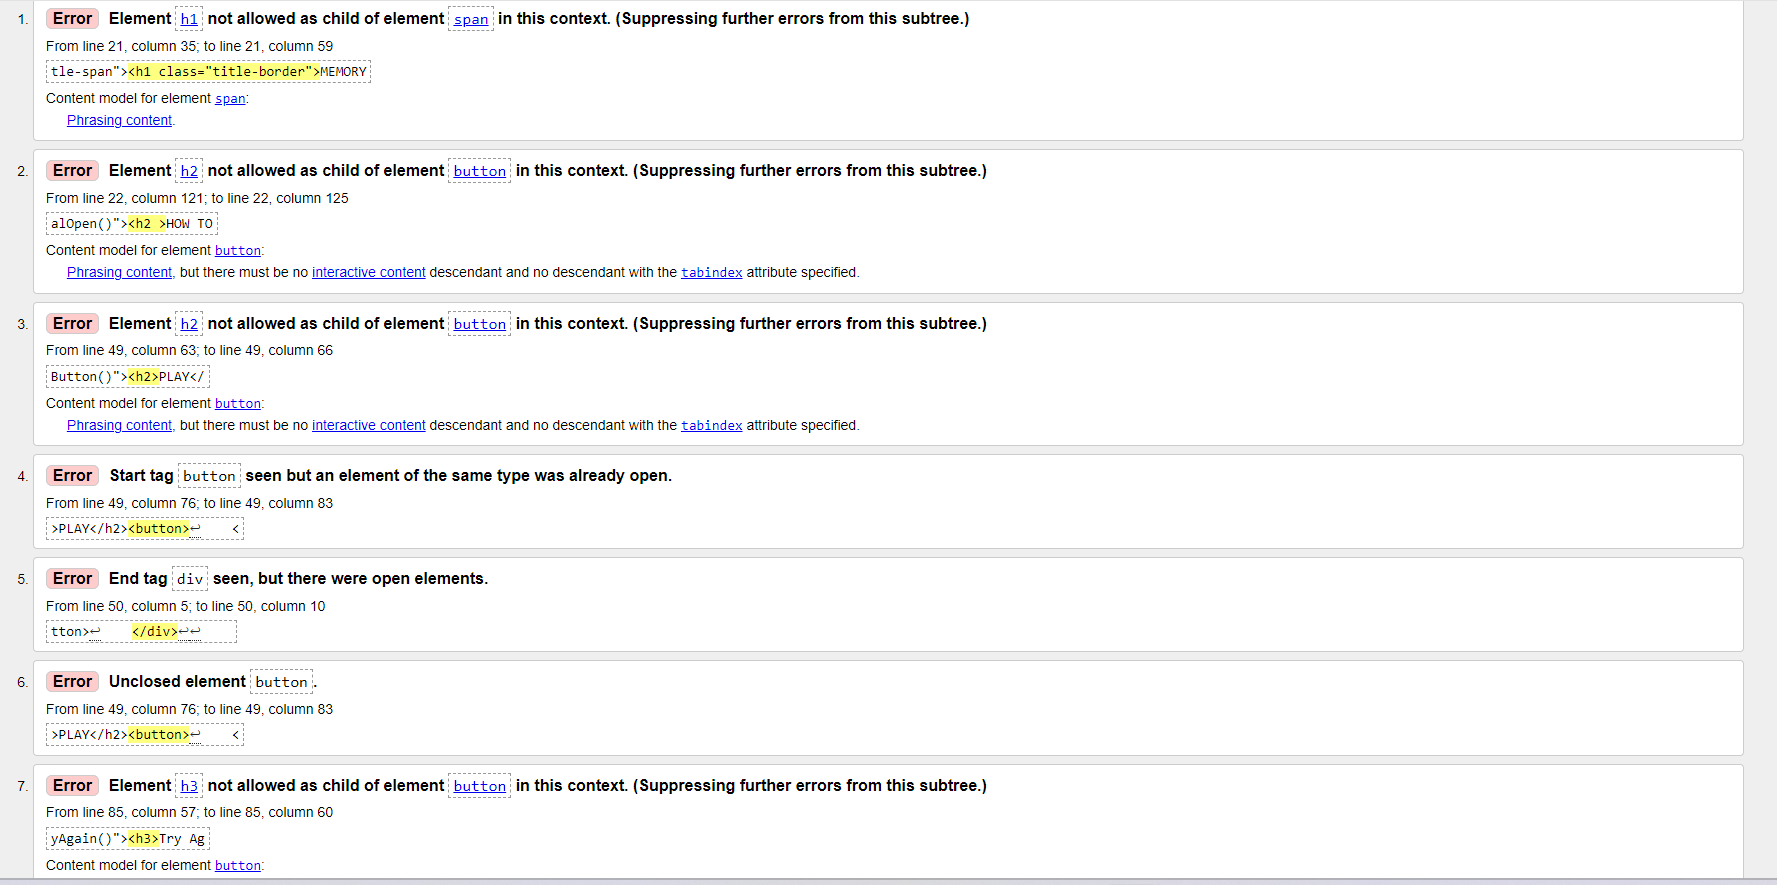 1. Error Element h1 not allowed as child of element span in this context. (Suppressing further errors from this subtree.)
From line 21, column 35; to line 21, column 59
tle-span"><h1 class="title-border">MEMORY
Content model for element span:
Phrasing content.
2. Error Element h2 not allowed as child of element button in this context. (Suppressing further errors from this subtree.)
From line 22, column 121; to line 22, column 125
alOpen()"><h2 >HOW TO
Content model for element button:
Phrasing content, but there must be no interactive content descendant and no descendant with the tabindex attribute specified.
3. Error Element h2 not allowed as child of element button in this context. (Suppressing further errors from this subtree.)
From line 49, column 63; to line 49, column 66
Button()"><h2>PLAY</
Content model for element button:
Phrasing content, but there must be no interactive content descendant and no descendant with the tabindex attribute specified.
4. Error Start tag button seen but an element of the same type was already open.
From line 49, column 76; to line 49, column 83
>PLAY</h2><button>↩    <
5. Error End tag div seen, but there were open elements.
From line 50, column 5; to line 50, column 10
tton>↩    </div>↩↩
6. Error Unclosed element button.
From line 49, column 76; to line 49, column 83
>PLAY</h2><button>↩    <
7. Error Element h3 not allowed as child of element button in this context. (Suppressing further errors from this subtree.)
From line 85, column 57; to line 85, column 60
yAgain()"><h3>Try Ag
Content model for element button: